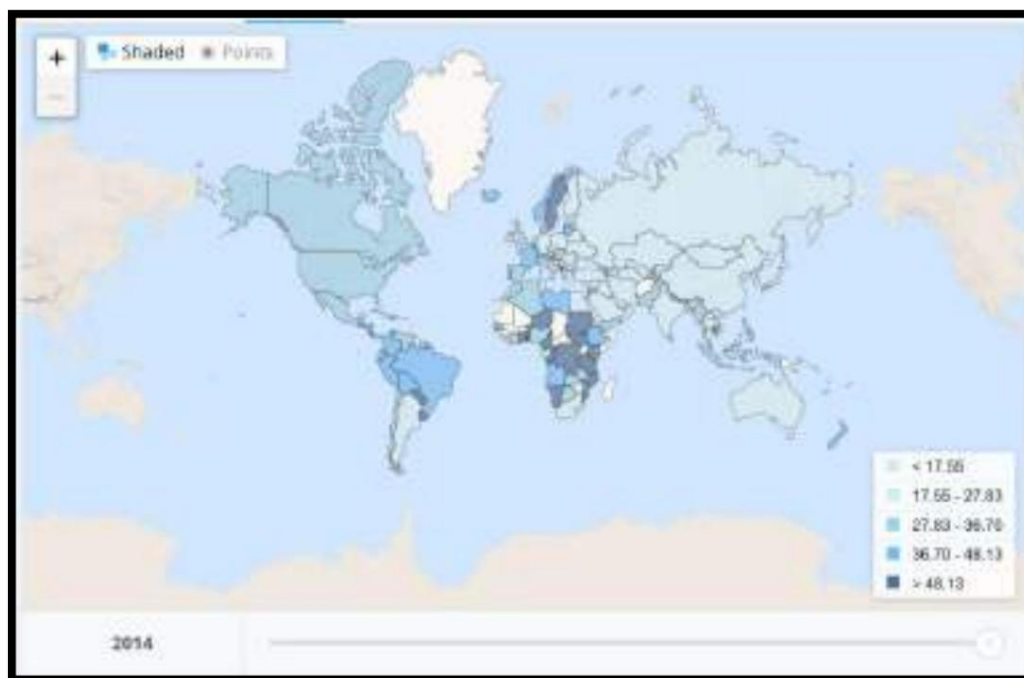 +
Shaded Points
−
< 17.55
17.55 - 27.83
27.83 - 36.70
36.70 - 48.13
> 48.13
2014